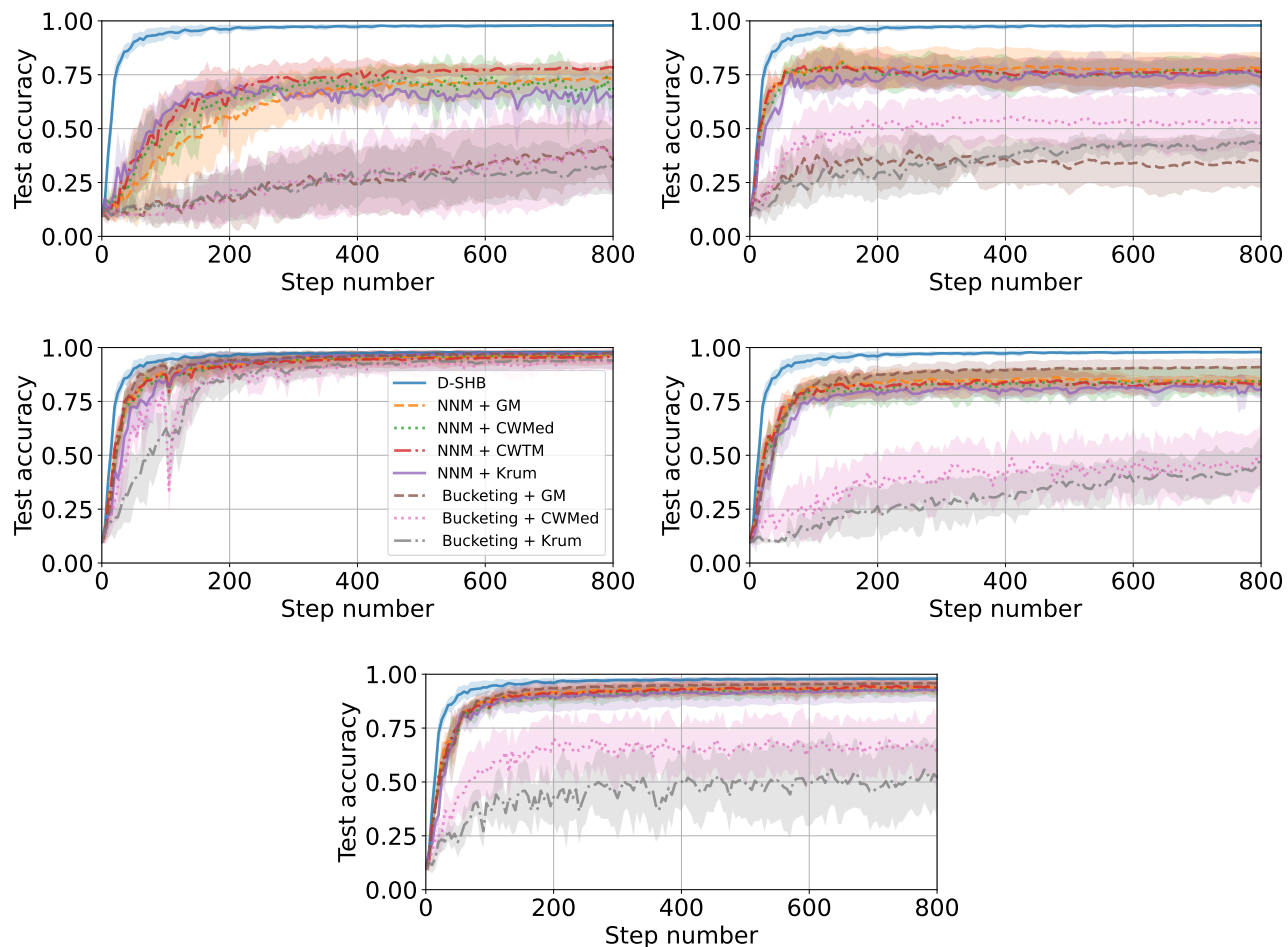 1.00
0.75
0.50
0.25
0.00
Test accuracy
0 200 400 600 800
Step number
1.00
0.75
0.50
0.25
0.00
Test accuracy
0 200 400 600 800
Step number
1.00
0.75
0.50
0.25
0.00
Test accuracy
D-SHB
NNM + GM
NNM + CWMed
NNM + CWTM
NNM + Krum
Bucketing + GM
Bucketing + CWMed
Bucketing + Krum
0 200 400 600 800
Step number
1.00
0.75
0.50
0.25
0.00
Test accuracy
0 200 400 600 800
Step number
1.00
0.75
0.50
0.25
0.00
Test accuracy
0 200 400 600 800
Step number